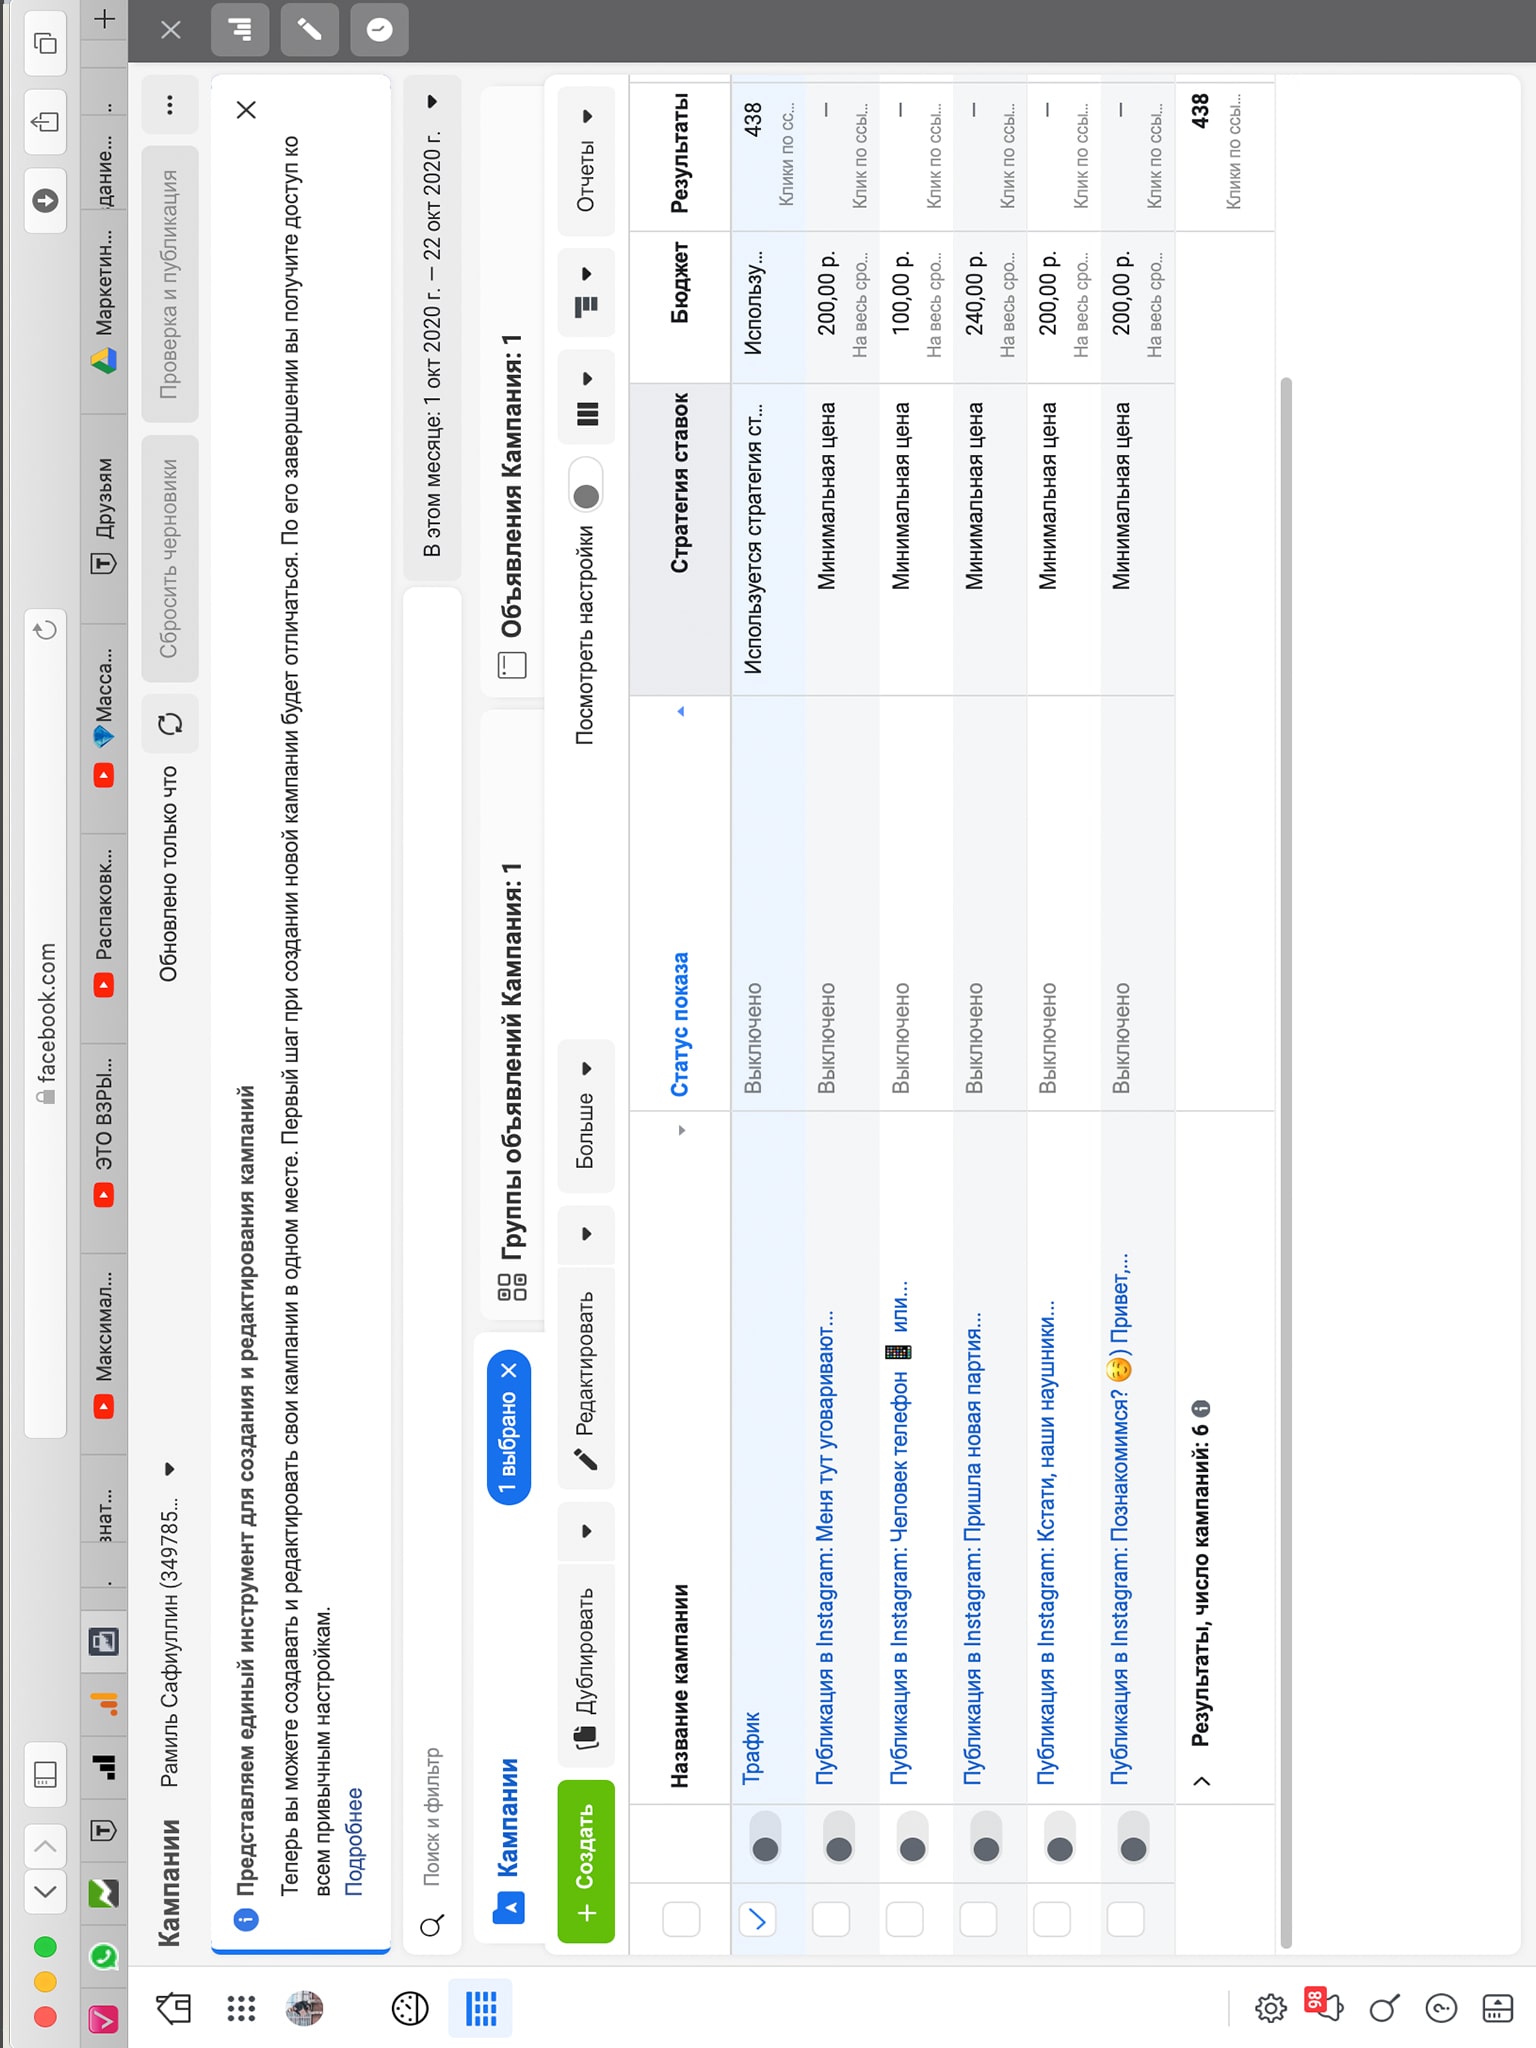 facebook.com
.
знат...
Максимал...
ЭТО ВЗРЫ...
Распаковк...
💎Масса...
Друзьям
Маркетин...
здание...
..
Кампании
Рамиль Сафиуллин (349785...
Обновлено только что
Сбросить черновики
Проверка и публикация
Представляем единый инструмент для создания и редактирования кампаний
Теперь вы можете создавать и редактировать свои кампании в одном месте. Первый шаг при создании новой кампании будет отличаться. По его завершении вы получите доступ ко
всем привычным настройкам.
Подробнее
Поиск и фильтр
В этом месяце: 1 окт 2020 г. — 22 окт 2020 г.
Кампании
1 выбрано
Группы объявлений Кампания: 1
Объявления Кампания: 1
+ Создать
Дублировать
Редактировать
Больше
Посмотреть настройки
Отчеты
Название кампании
Статус показа
Стратегия ставок
Бюджет
Результаты
Трафик
Выключено
Используется стратегия ст...
Использу...
438
Клики по сс...
Публикация в Instagram: Меня тут уговаривают...
Выключено
Минимальная цена
200,00 р.
На весь сро...
—
Клик по ссы...
Публикация в Instagram: Человек телефон 📱 или...
Выключено
Минимальная цена
100,00 р.
На весь сро...
—
Клик по ссы...
Публикация в Instagram: Пришла новая партия...
Выключено
Минимальная цена
240,00 р.
На весь сро...
—
Клик по ссы...
Публикация в Instagram: Кстати, наши наушники...
Выключено
Минимальная цена
200,00 р.
На весь сро...
—
Клик по ссы...
Публикация в Instagram: Познакомимся? ☺️) Привет,...
Выключено
Минимальная цена
200,00 р.
На весь сро...
—
Клик по ссы...
Результаты, число кампаний: 6
438
Клики по ссы...
98